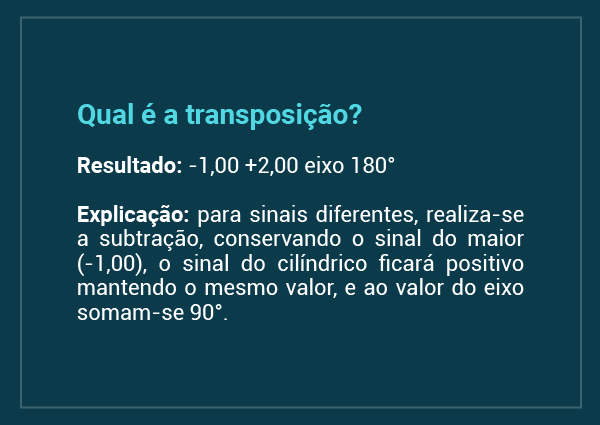 Qual é a transposição?
Resultado: -1,00 +2,00 eixo 180°
Explicação: para sinais diferentes, realiza-se
a subtração, conservando o sinal do maior
(-1,00), o sinal do cilíndrico ficará positivo
mantendo o mesmo valor, e ao valor do eixo
somam-se 90°.